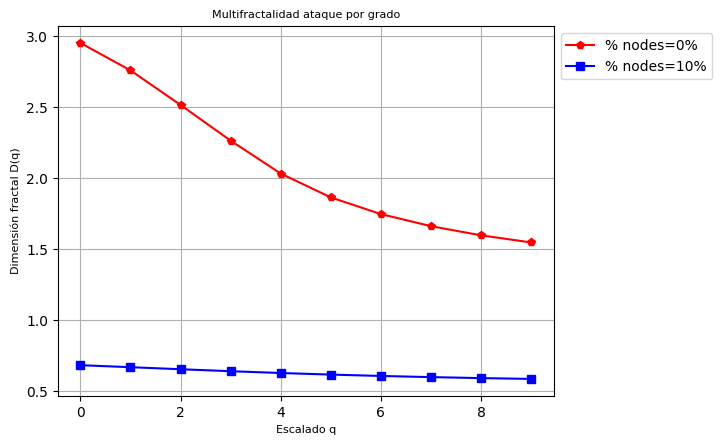 Multifractalidad ataque por grado
3.0
2.5
2.0
1.5
1.0
0.5
Dimensión fractal D(q)
0 2 4 6 8
Escalado q
% nodes=0%
% nodes=10%